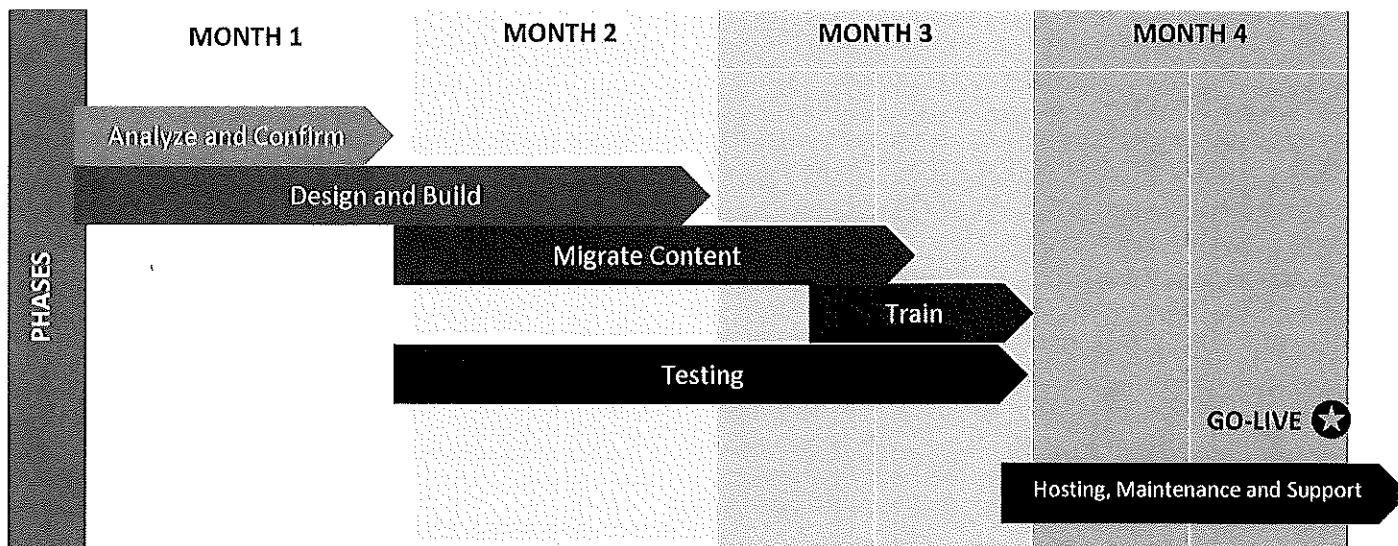 MONTH 1
MONTH 2
MONTH 3
MONTH 4
PHASES
Analyze and Confirm
Design and Build
Migrate Content
Train
Testing
GO-LIVE
Hosting, Maintenance and Support